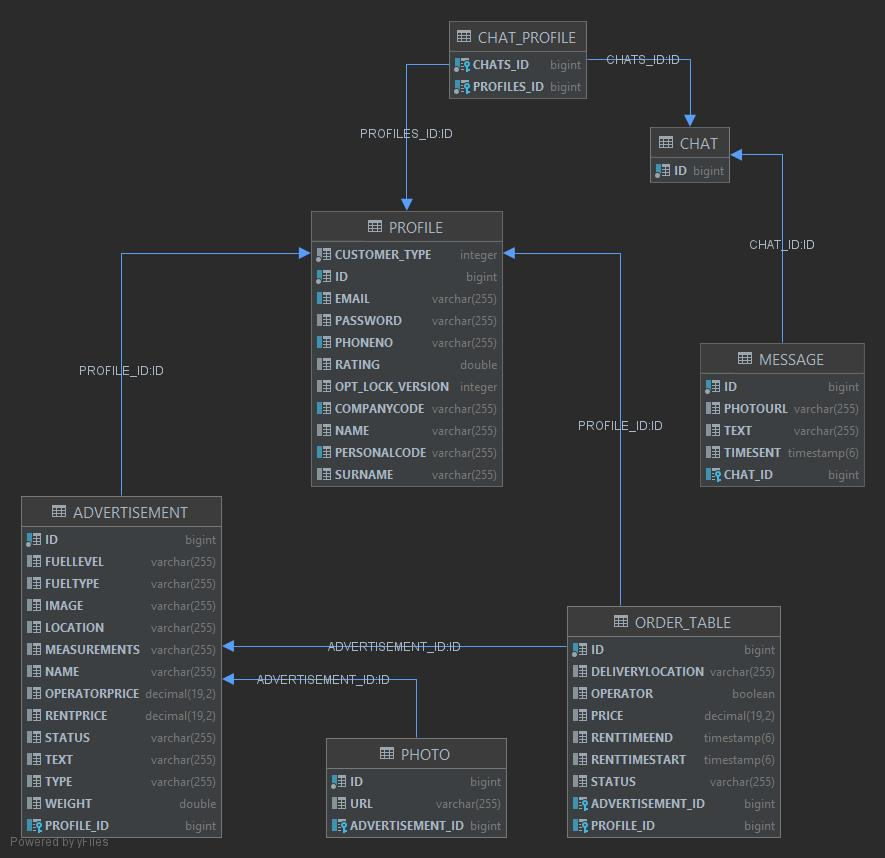 CHAT_PROFILE
CHATS_ID bigint
PROFILES_ID bigint
CHATS_ID:ID
PROFILES_ID:ID
CHAT
ID bigint
PROFILE
CUSTOMER_TYPE integer
ID bigint
EMAIL varchar(255)
PASSWORD varchar(255)
PHONENO varchar(255)
RATING double
OPT_LOCK_VERSION integer
COMPANYCODE varchar(255)
NAME varchar(255)
PERSONALCODE varchar(255)
SURNAME varchar(255)
CHAT_ID:ID
MESSAGE
ID bigint
PHOTOURL varchar(255)
TEXT varchar(255)
TIMESENT timestamp(6)
CHAT_ID bigint
PROFILE_ID:ID
PROFILE_ID:ID
ADVERTISEMENT
ID bigint
FUELLEVEL varchar(255)
FUELTYPE varchar(255)
IMAGE varchar(255)
LOCATION varchar(255)
MEASUREMENTS varchar(255)
NAME varchar(255)
OPERATORPRICE decimal(19,2)
RENTPRICE decimal(19,2)
STATUS varchar(255)
TEXT varchar(255)
TYPE varchar(255)
WEIGHT double
PROFILE_ID bigint
ADVERTISEMENT_ID:ID
ADVERTISEMENT_ID:ID
PHOTO
ID bigint
URL varchar(255)
ADVERTISEMENT_ID bigint
ORDER_TABLE
ID bigint
DELIVERYLOCATION varchar(255)
OPERATOR boolean
PRICE decimal(19,2)
RENTTIMEEND timestamp(6)
RENTTIMESTART timestamp(6)
STATUS varchar(255)
ADVERTISEMENT_ID bigint
PROFILE_ID bigint
Powered by yFiles